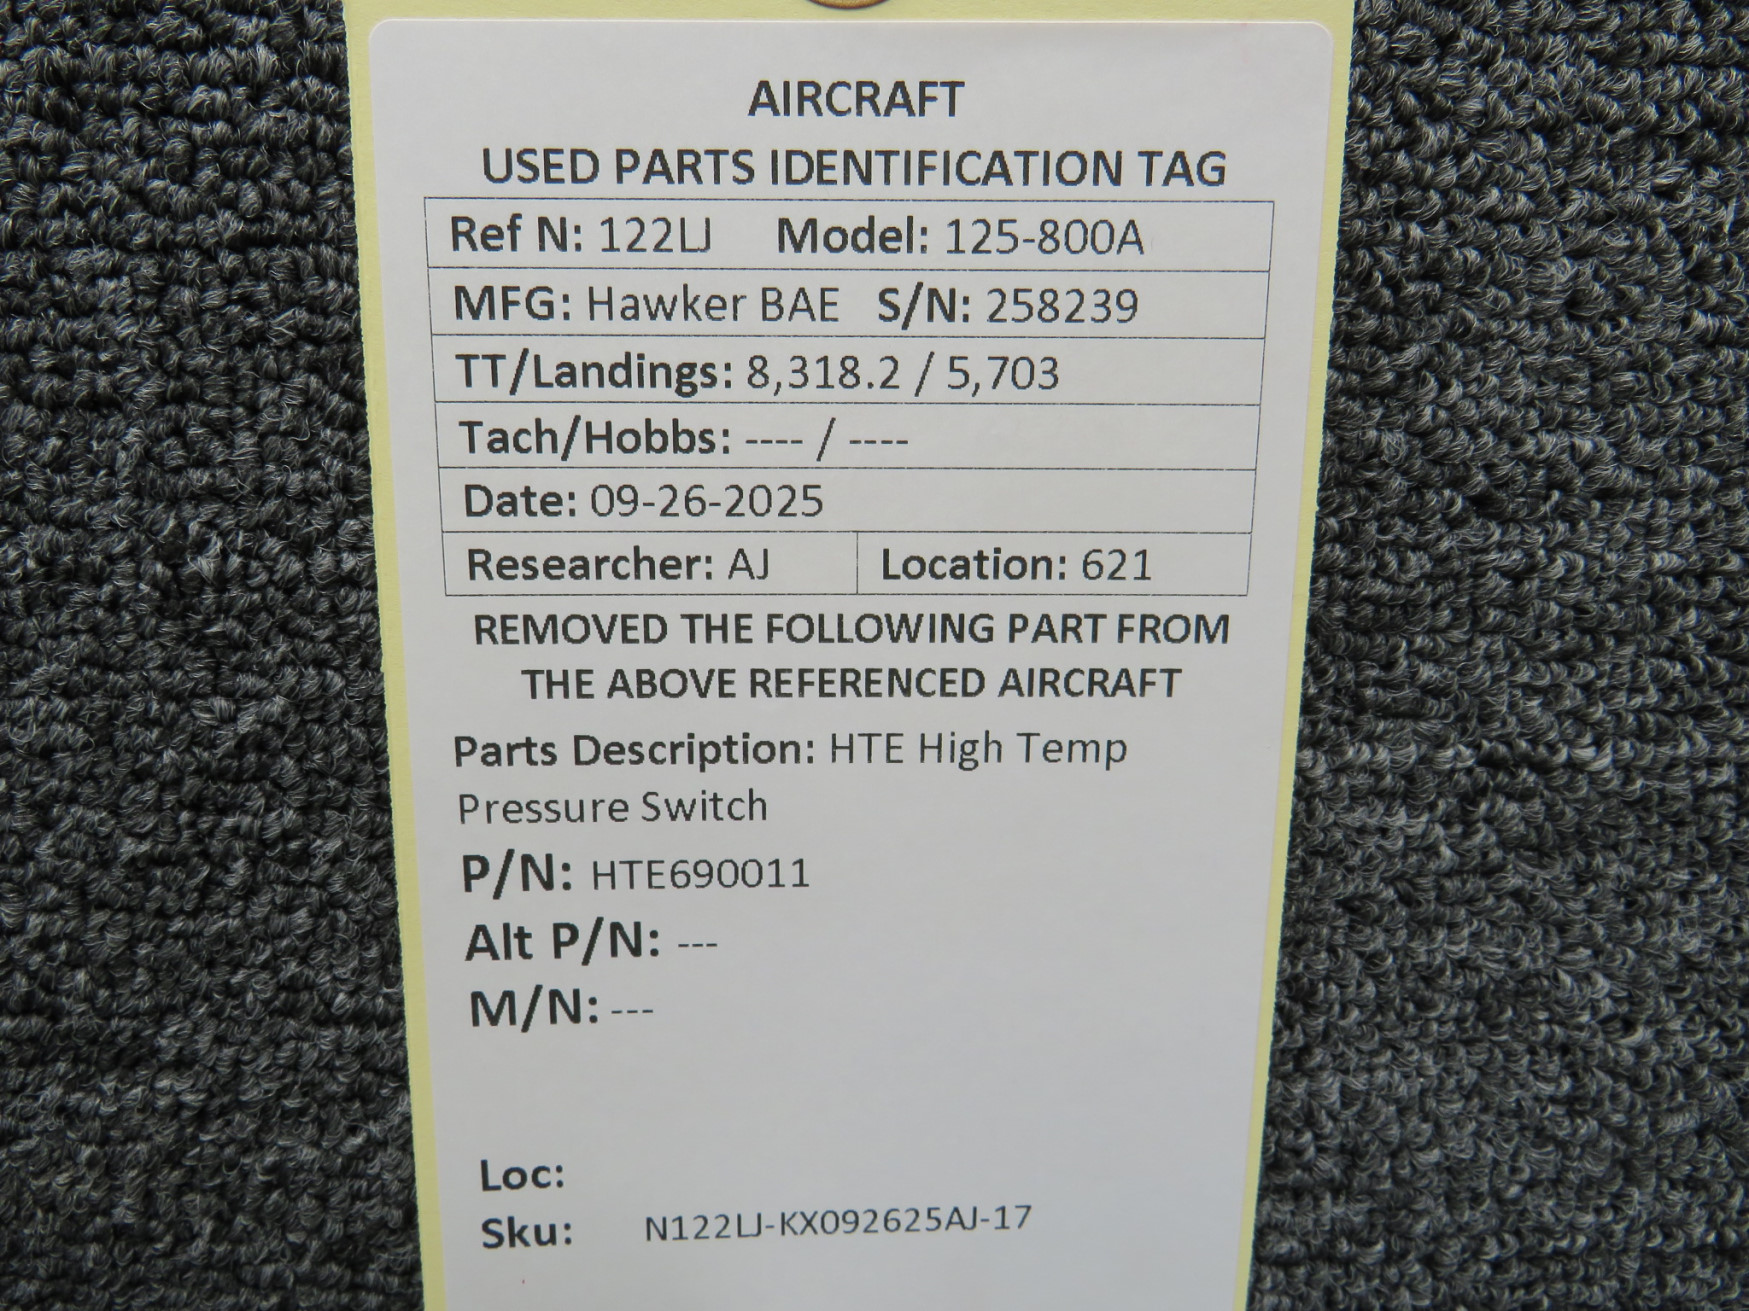 AIRCRAFT
USED PARTS IDENTIFICATION TAG
Ref N: 122LJ Model: 125-800A
MFG: Hawker BAE S/N: 258239
TT/Landings: 8,318.2 / 5,703
Tach/Hobbs: ---- / ----
Date: 09-26-2025
Researcher: AJ Location: 621
REMOVED THE FOLLOWING PART FROM
THE ABOVE REFERENCED AIRCRAFT
Parts Description: HTE High Temp
Pressure Switch
P/N: HTE690011
Alt P/N: ---
M/N: ---
Loc:
Sku: N122LJ-KX092625AJ-17